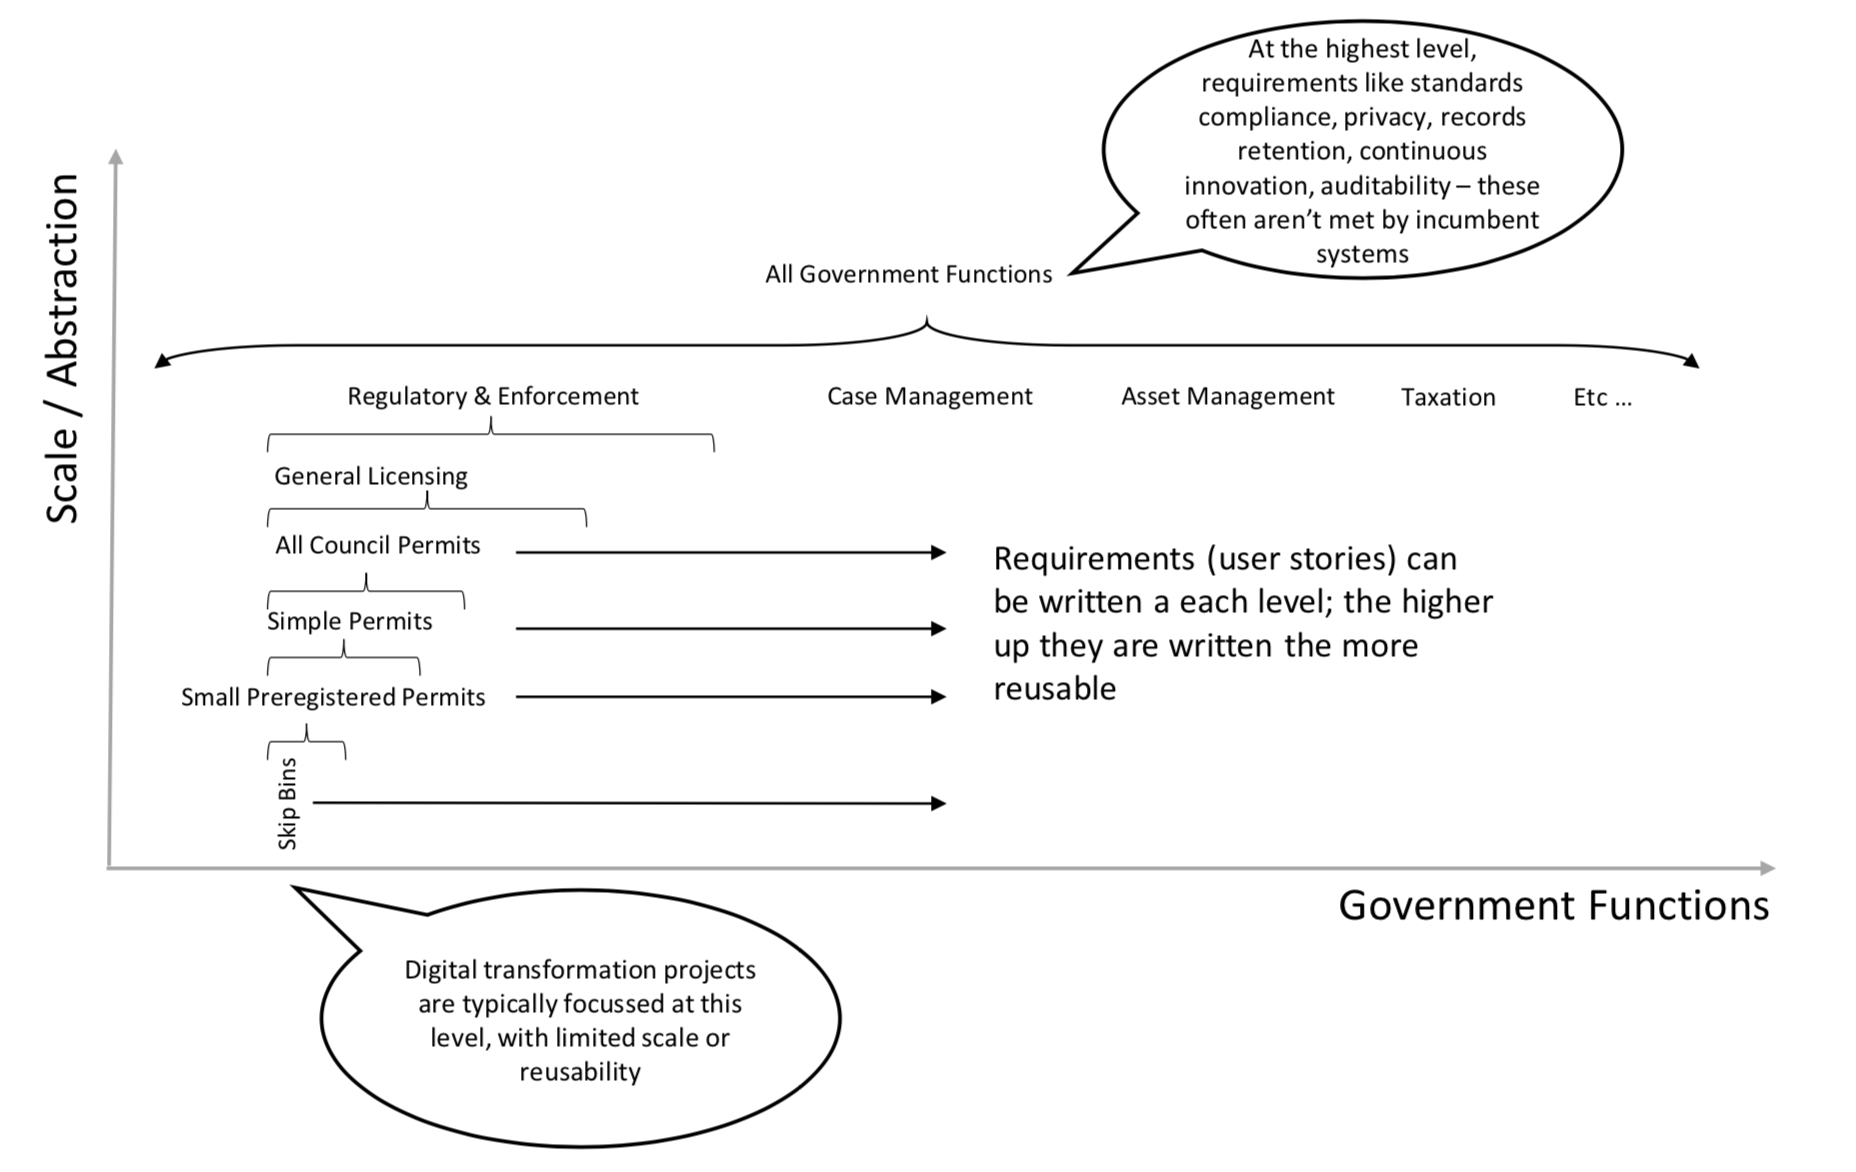 At the highest level,
requirements like standards
compliance, privacy, records
retention, continuous
innovation, auditability – these
often aren’t met by incumbent
systems
Scale / Abstraction
All Government Functions
Regulatory & Enforcement
Case Management
Asset Management
Taxation
Etc ...
General Licensing
All Council Permits
Simple Permits
Small Preregistered Permits
Skip Bins
Requirements (user stories) can
be written a each level; the higher
up they are written the more
reusable
Government Functions
Digital transformation projects
are typically focussed at this
level, with limited scale or
reusability